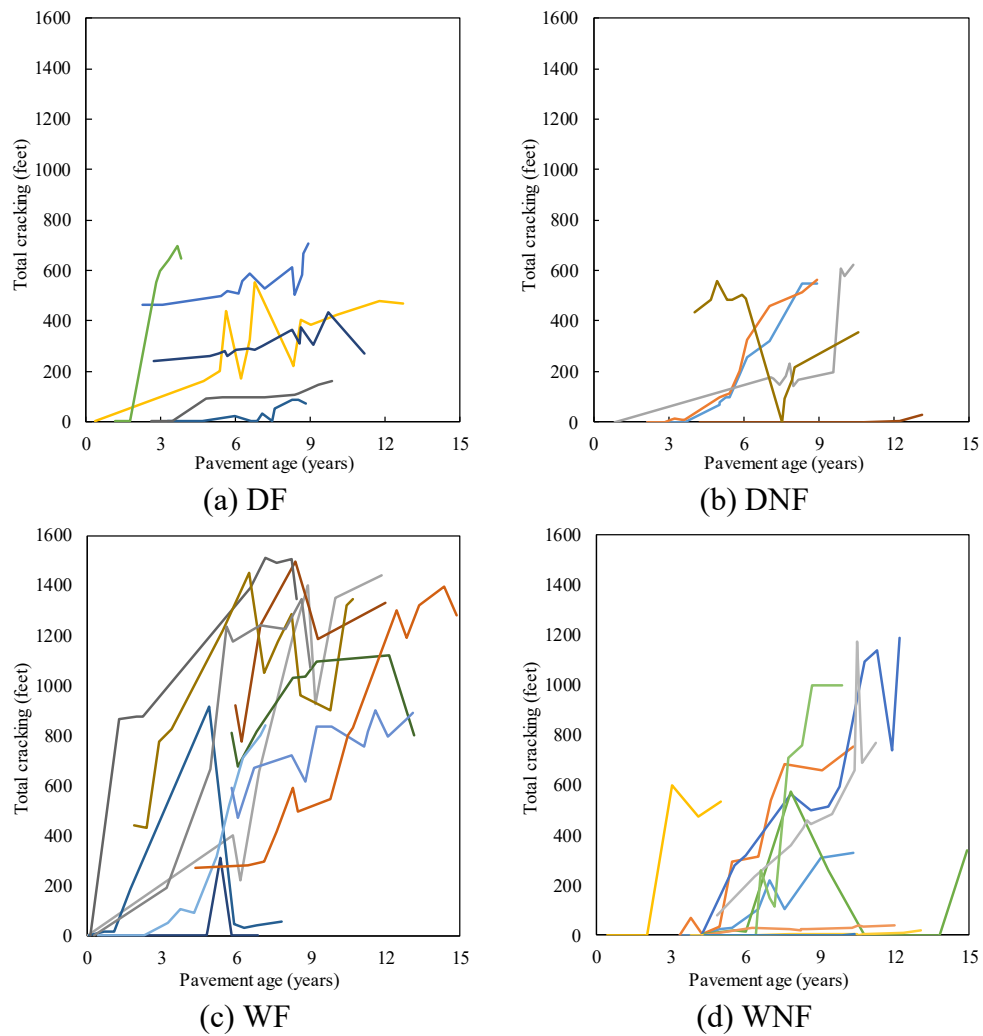 1600
1400
1200
1000
800
600
400
200
0
Total cracking (feet)
0 3 6 9 12 15
Pavement age (years)
(a) DF
1600
1400
1200
1000
800
600
400
200
0
Total cracking (feet)
0 3 6 9 12 15
Pavement age (years)
(b) DNF
1600
1400
1200
1000
800
600
400
200
0
Total cracking (feet)
0 3 6 9 12 15
Pavement age (years)
(c) WF
1600
1400
1200
1000
800
600
400
200
0
Total cracking (feet)
0 3 6 9 12 15
Pavement age (years)
(d) WNF